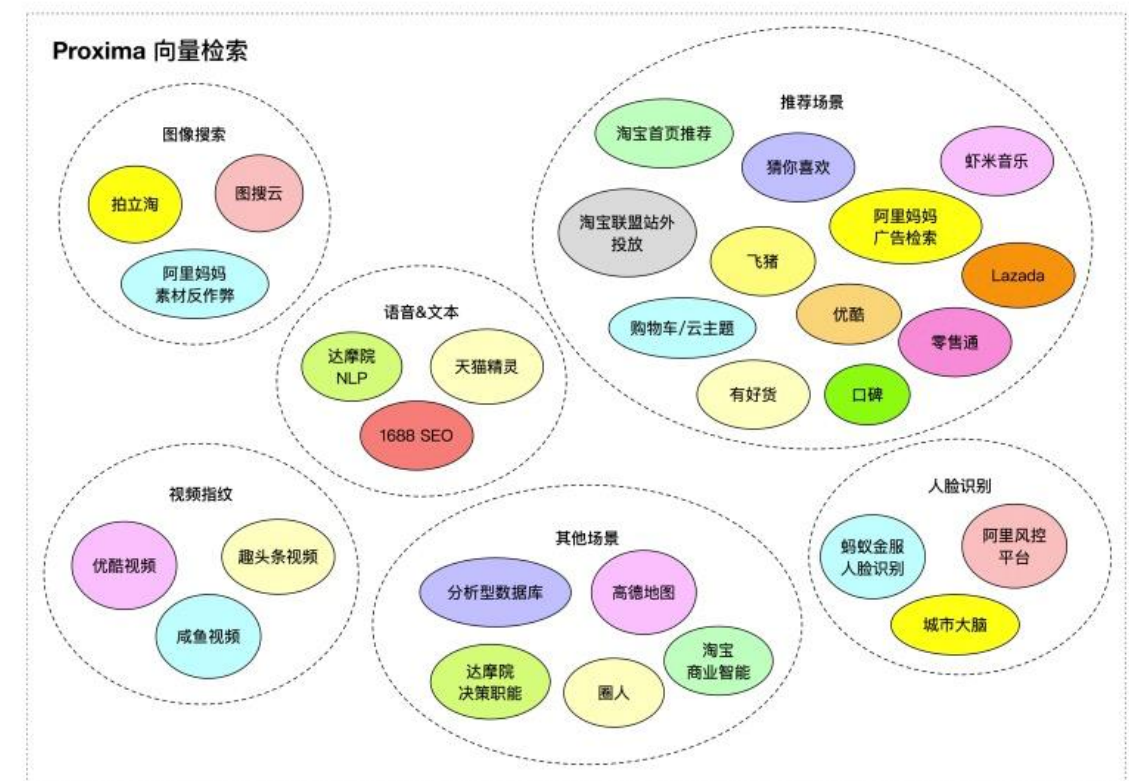 Proxima 向量检索
图像搜索
拍立淘
图搜云
阿里妈妈
素材反作弊
推荐场景
淘宝首页推荐
猜你喜欢
虾米音乐
淘宝联盟站外
投放
阿里妈妈
广告检索
飞猪
Lazada
购物车/云主题
优酷
零售通
有好货
口碑
语音&文本
达摩院
NLP
天猫精灵
1688 SEO
视频指纹
优酷视频
趣头条视频
咸鱼视频
其他场景
分析型数据库
高德地图
达摩院
决策职能
圈人
淘宝
商业智能
人脸识别
蚂蚁金服
人脸识别
阿里风控
平台
城市大脑